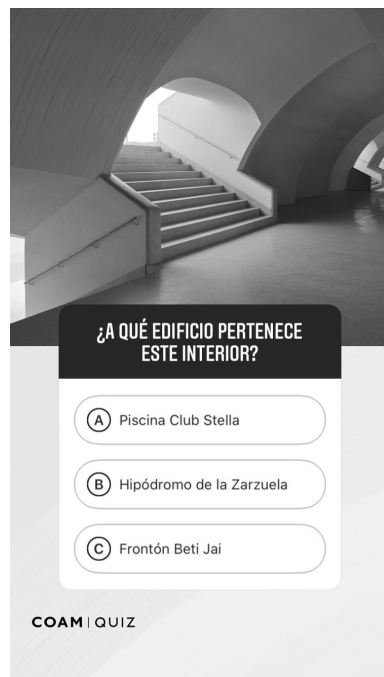 ¿A QUÉ EDIFICIO PERTENECE
ESTE INTERIOR?
A Piscina Club Stella
B Hipódromo de la Zarzuela
C Frontón Beti Jai
COAM | QUIZ